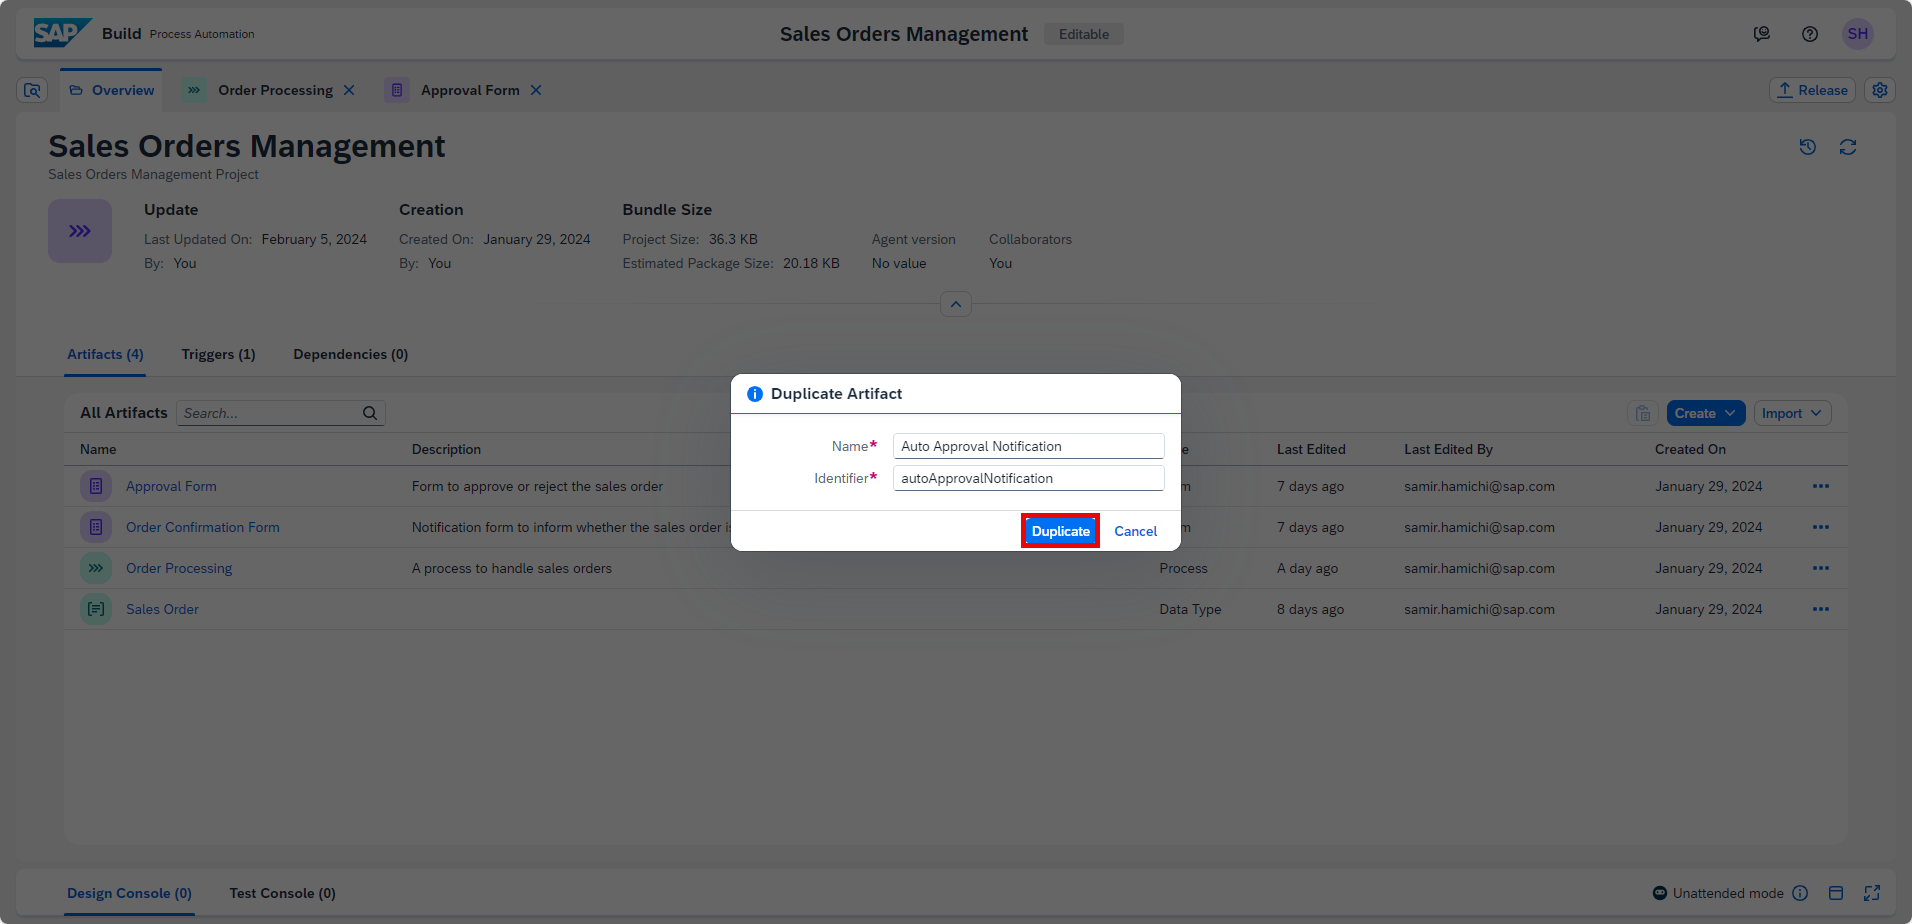 SAP Build Process Automation
Sales Orders Management Editable
SH
Overview Order Processing Approval Form
Release
Sales Orders Management
Sales Orders Management Project
Update Creation Bundle Size
Last Updated On: February 5, 2024 Created On: January 29, 2024 Project Size: 36.3 KB Agent version Collaborators
By: You By: You Estimated Package Size: 20.18 KB No value You
Artifacts (4) Triggers (1) Dependencies (0)
Duplicate Artifact
Name* Auto Approval Notification
Identifier* autoApprovalNotification
Duplicate Cancel
All Artifacts Search... Create Import
Name Description e Last Edited Last Edited By Created On
Approval Form Form to approve or reject the sales order m 7 days ago samir.hamichi@sap.com January 29, 2024
Order Confirmation Form Notification form to inform whether the sales order i m 7 days ago samir.hamichi@sap.com January 29, 2024
Order Processing A process to handle sales orders Process A day ago samir.hamichi@sap.com January 29, 2024
Sales Order Data Type 8 days ago samir.hamichi@sap.com January 29, 2024
Design Console (0) Test Console (0) Unattended mode